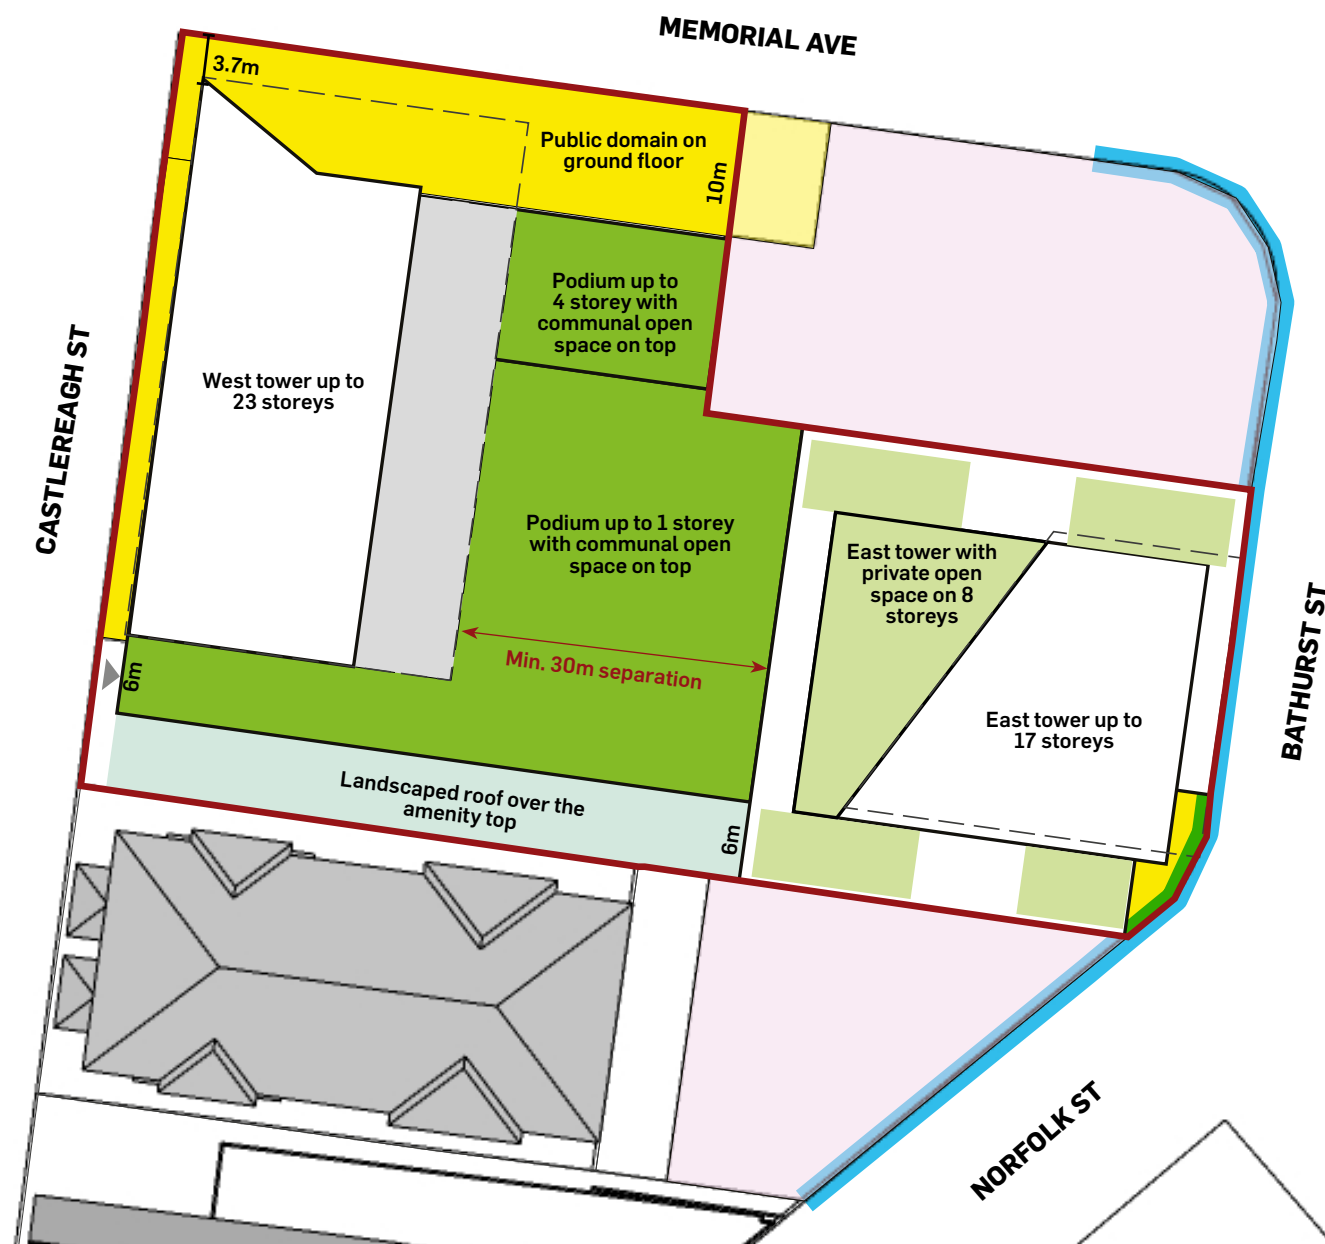 MEMORIAL AVE
3.7m
Public domain on
ground floor
10m
Podium up to
4 storey with
communal open
space on top
West tower up to
23 storeys
CASTLEREAGH ST
Podium up to 1 storey
with communal open
space on top
East tower with
private open
space on 8
storeys
Min. 30m separation
6m
East tower up to
17 storeys
BATHURST ST
Landscaped roof over the
amenity top
6m
NORFOLK ST